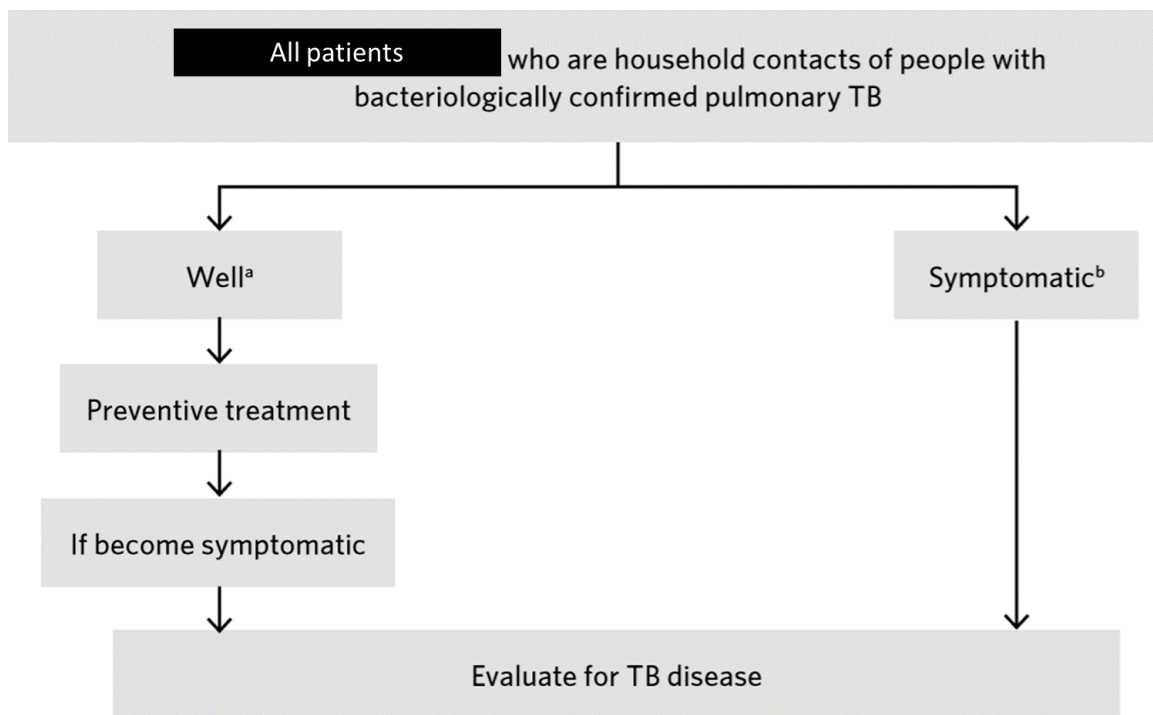 All patients who are household contacts of people with
bacteriologically confirmed pulmonary TB
Wellᵃ
Symptomaticᵇ
Preventive treatment
If become symptomatic
Evaluate for TB disease